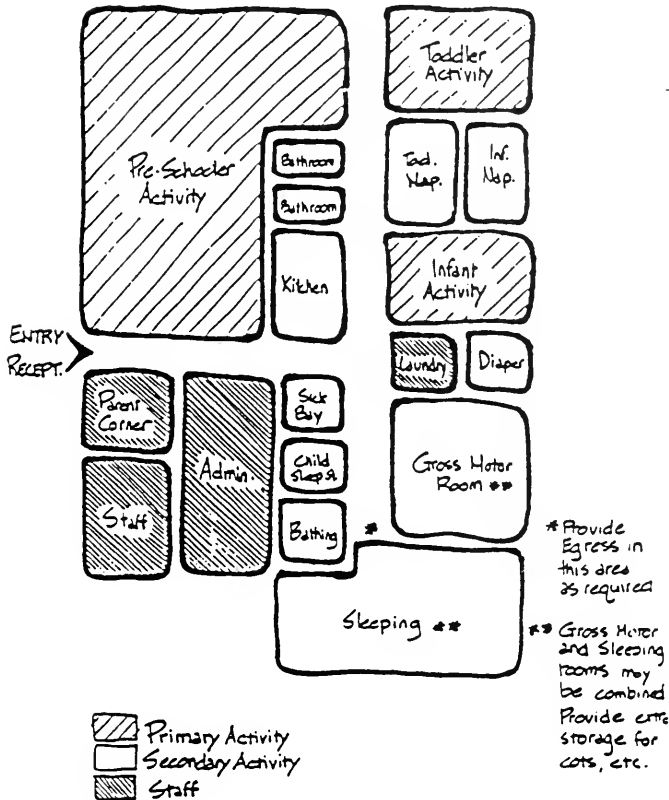 Pre-Schooler
Activity
Bathroom
Bathroom
Kitchen
Toddler
Activity
Tod.
Nap.
Inf.
Nap.
Infant
Activity
ENTRY
RECEPT.
Laundry
Diaper
Parent
Corner
Staff
Admin.
Sick
Bay
Child
Bathing
*
Gross Motor
Room **
Sleeping **
* Provide
Egress in
this area
as required
** Gross Motor
and Sleeping
rooms may
be combined
Provide extra
storage for
cots, etc.
Primary Activity
Secondary Activity
Staff